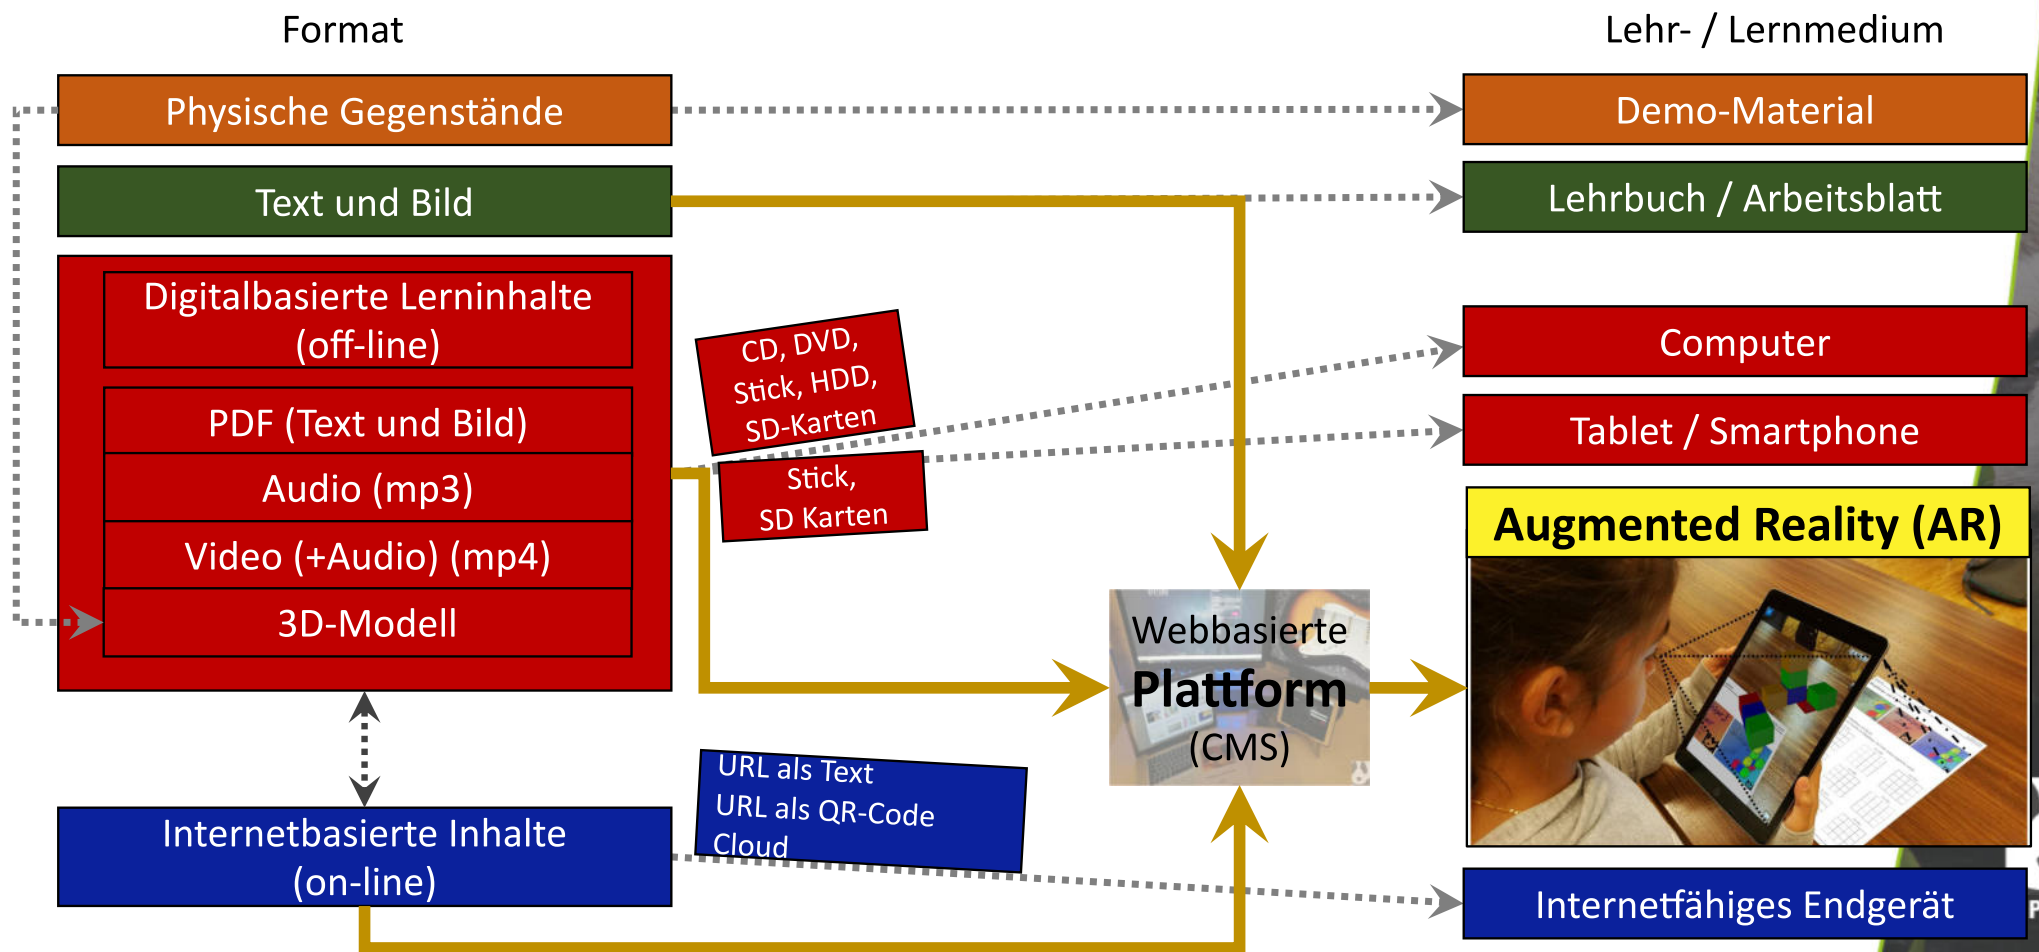 Format
Lehr- / Lernmedium
Physische Gegenstände
Demo-Material
Text und Bild
Lehrbuch / Arbeitsblatt
Digitalbasierte Lerninhalte
(off-line)
PDF (Text und Bild)
Audio (mp3)
Video (+Audio) (mp4)
3D-Modell
CD, DVD,
Stick, HDD,
SD-Karten
Stick,
SD Karten
Computer
Tablet / Smartphone
Augmented Reality (AR)
Webbasierte
Plattform
(CMS)
URL als Text
URL als QR-Code
Cloud
Internetbasierte Inhalte
(on-line)
Internetfähiges Endgerät